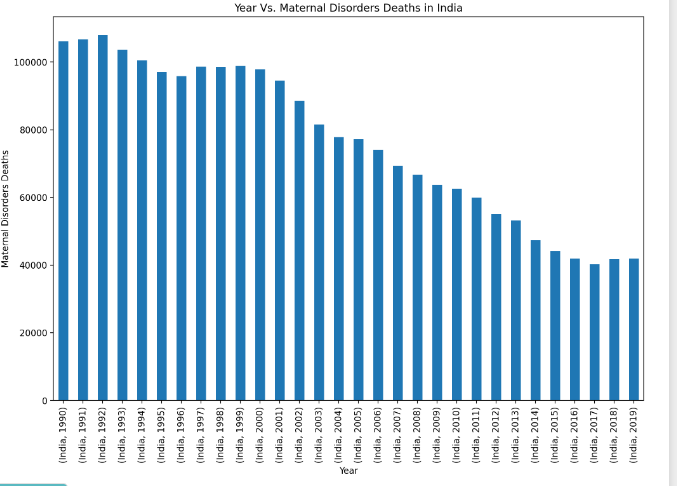 Year Vs. Maternal Disorders Deaths in India
Maternal Disorders Deaths
100000
80000
60000
40000
20000
0
(India, 1990)
(India, 1991)
(India, 1992)
(India, 1993)
(India, 1994)
(India, 1995)
(India, 1996)
(India, 1997)
(India, 1998)
(India, 1999)
(India, 2000)
(India, 2001)
(India, 2002)
(India, 2003)
(India, 2004)
(India, 2005)
(India, 2006)
(India, 2007)
(India, 2008)
(India, 2009)
(India, 2010)
(India, 2011)
(India, 2012)
(India, 2013)
(India, 2014)
(India, 2015)
(India, 2016)
(India, 2017)
(India, 2018)
(India, 2019)
Year